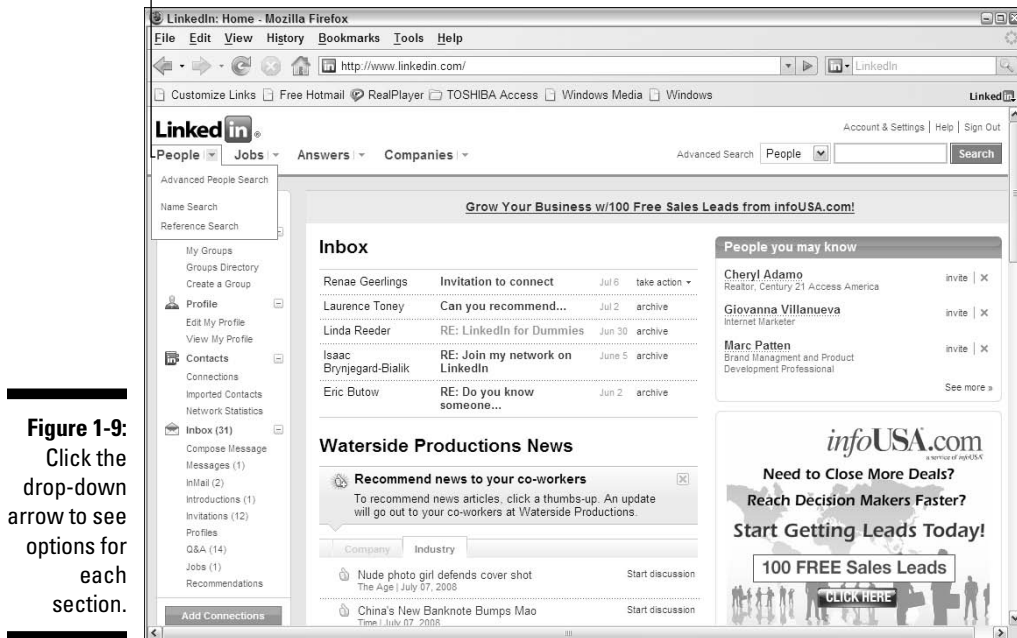 LinkedIn: Home - Mozilla Firefox
File Edit View History Bookmarks Tools Help
http://www.linkedin.com/
LinkedIn
Customize Links Free Hotmail RealPlayer TOSHIBA Access Windows Media Windows
Linked in
Linked in ®
Account & Settings | Help | Sign Out
People Jobs Answers Companies
Advanced Search People Search
Advanced People Search
Name Search
Reference Search
My Groups
Groups Directory
Create a Group
Profile
Edit My Profile
View My Profile
Contacts
Connections
Imported Contacts
Network Statistics
Inbox (31)
Compose Message
Messages (1)
InMail (2)
Introductions (1)
Invitations (12)
Profiles
Q&A (14)
Jobs (1)
Recommendations
Add Connections
Grow Your Business w/100 Free Sales Leads from infoUSA.com!
Inbox
Renae Geerlings Invitation to connect Jul 6 take action
Laurence Toney Can you recommend... Jul 2 archive
Linda Reeder RE: LinkedIn for Dummies Jun 30 archive
Isaac Brynjegard-Bialik RE: Join my network on LinkedIn June 5 archive
Eric Butow RE: Do you know someone... Jun 2 archive
Waterside Productions News
Recommend news to your co-workers
To recommend news articles, click a thumbs-up. An update
will go out to your co-workers at Waterside Productions.
Company Industry
Nude photo girl defends cover shot Start discussion
The Age | July 07, 2008
China's New Banknote Bumps Mao Start discussion
Time | July 07, 2008
People you may know
Cheryl Adamo invite | ×
Realtor, Century 21 Access America
Giovanna Villanueva invite | ×
Internet Marketer
Marc Patten invite | ×
Brand Managment and Product
Development Professional
See more »
infoUSA.com
a service of infoUSA
Need to Close More Deals?
Reach Decision Makers Faster?
Start Getting Leads Today!
100 FREE Sales Leads
CLICK HERE
Figure 1-9:
Click the
drop-down
arrow to see
options for
each
section.